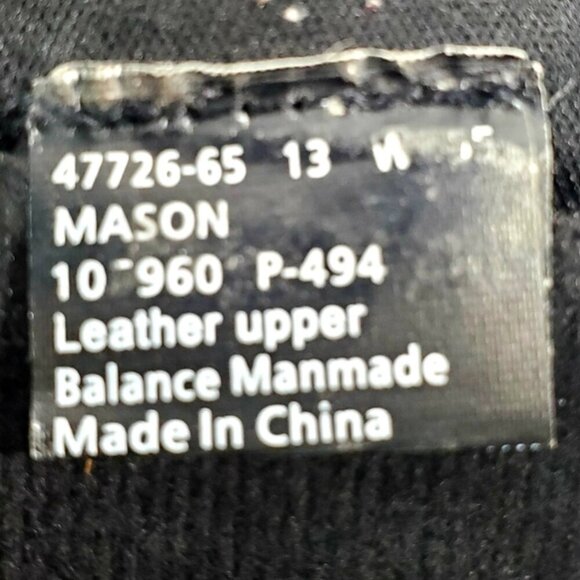 47726-65 13 W
MASON
10 960 P-494
Leather upper
Balance Manmade
Made In China